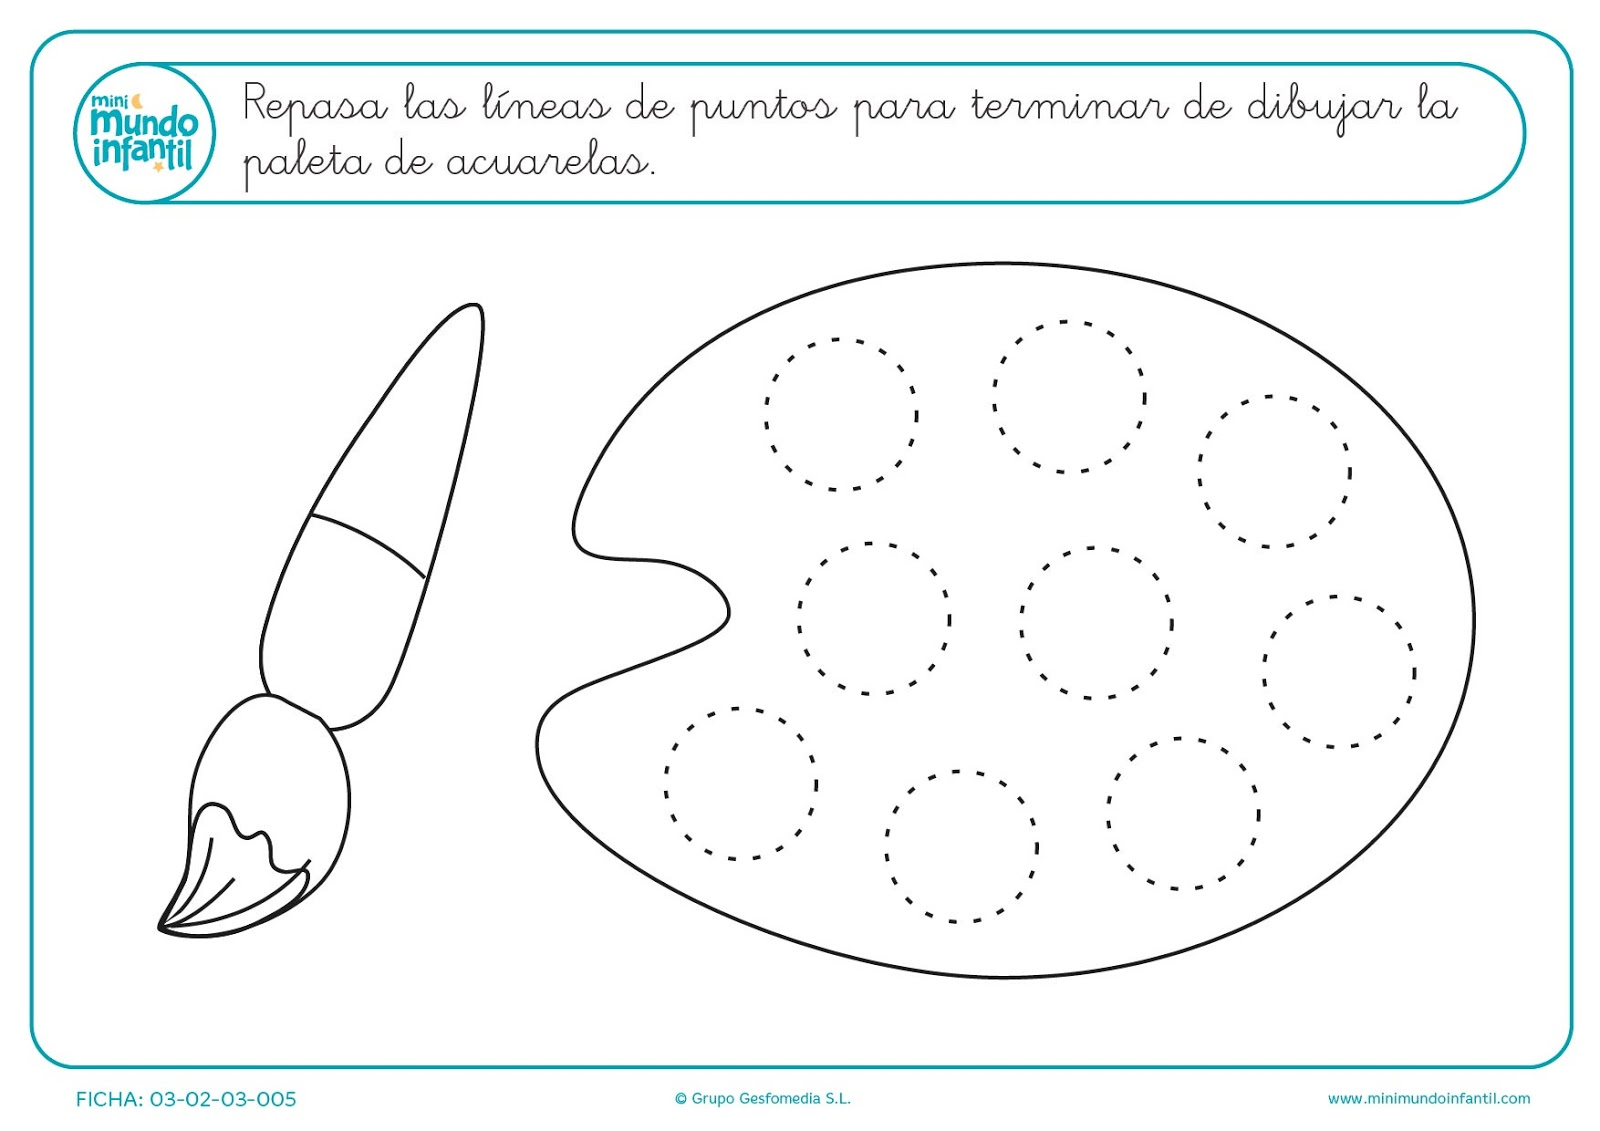 mini
mundo
infantil
Repasa las líneas de puntos para terminar de dibujar la
paleta de acuarelas.
FICHA: 03-02-03-005
© Grupo Gesfomedia S.L.
www.minimundoinfantil.com